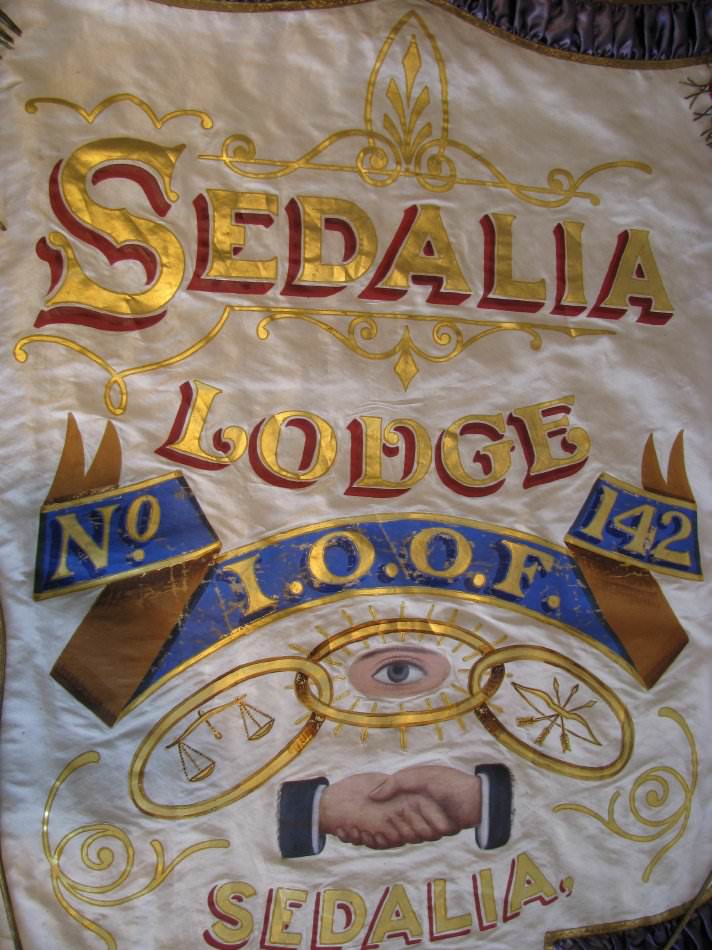 SEDALIA
LODGE
No. 142
I.O.O.F.
SEDALIA,